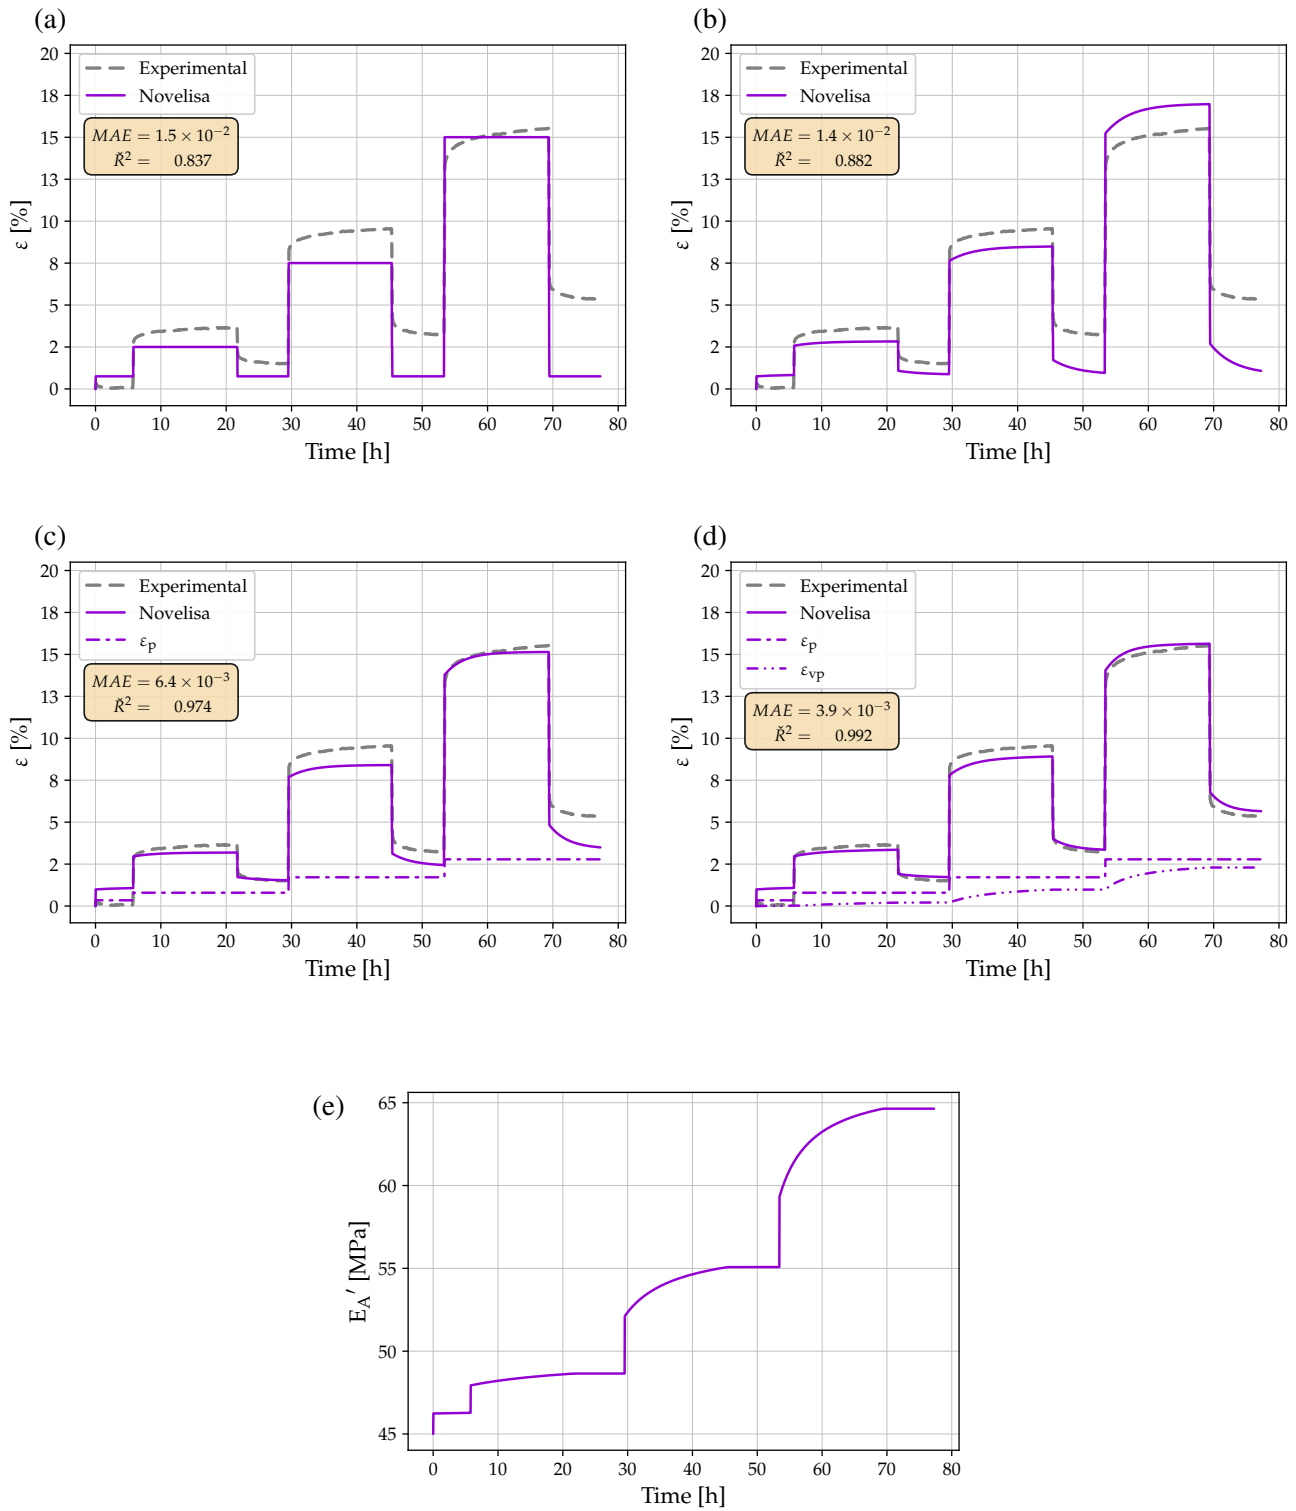 (a)
20
18
15
13
10
8
5
2
0
ε [%]
Experimental
Novelisa
MAE = 1.5 × 10⁻²
Ř² = 0.837
0 10 20 30 40 50 60 70 80
Time [h]
(b)
20
18
15
13
10
8
5
2
0
ε [%]
Experimental
Novelisa
MAE = 1.4 × 10⁻²
Ř² = 0.882
0 10 20 30 40 50 60 70 80
Time [h]
(c)
20
18
15
13
10
8
5
2
0
ε [%]
Experimental
Novelisa
εp
MAE = 6.4 × 10⁻³
Ř² = 0.974
0 10 20 30 40 50 60 70 80
Time [h]
(d)
20
18
15
13
10
8
5
2
0
ε [%]
Experimental
Novelisa
εp
εvp
MAE = 3.9 × 10⁻³
Ř² = 0.992
0 10 20 30 40 50 60 70 80
Time [h]
(e)
65
60
55
50
45
EA′ [MPa]
0 10 20 30 40 50 60 70 80
Time [h]